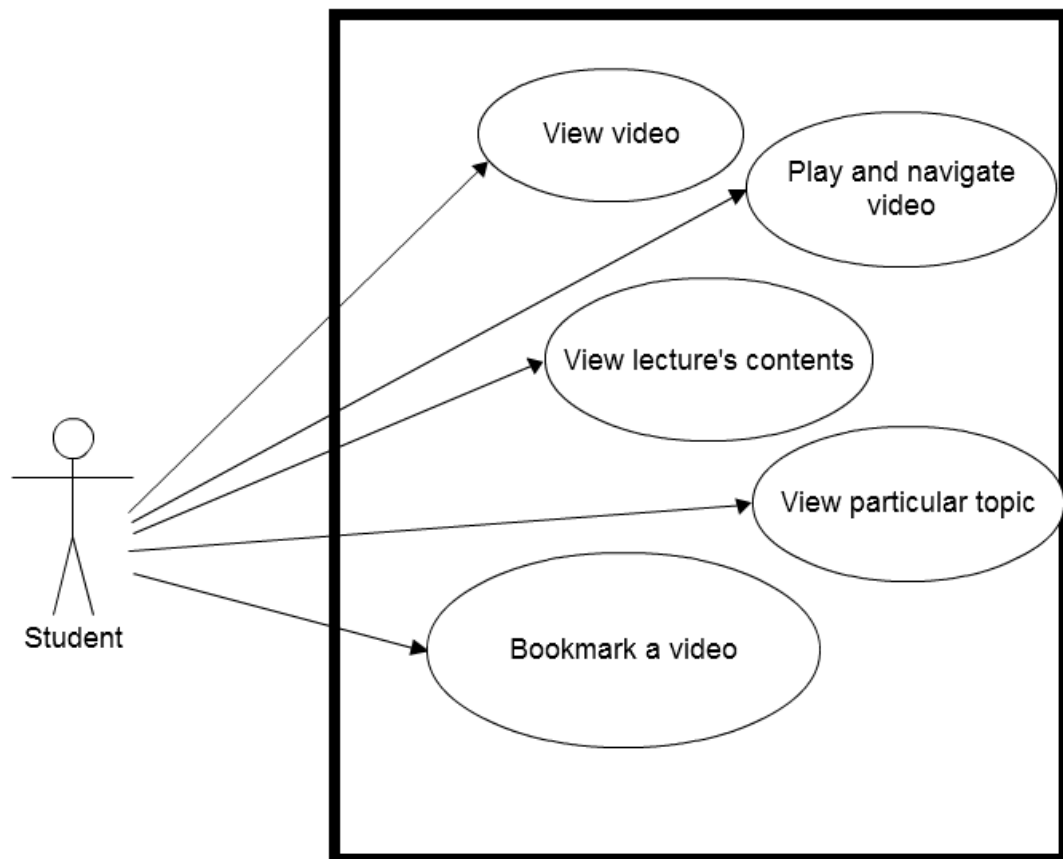 View video
Play and navigate
video
View lecture's contents
View particular topic
Student
Bookmark a video